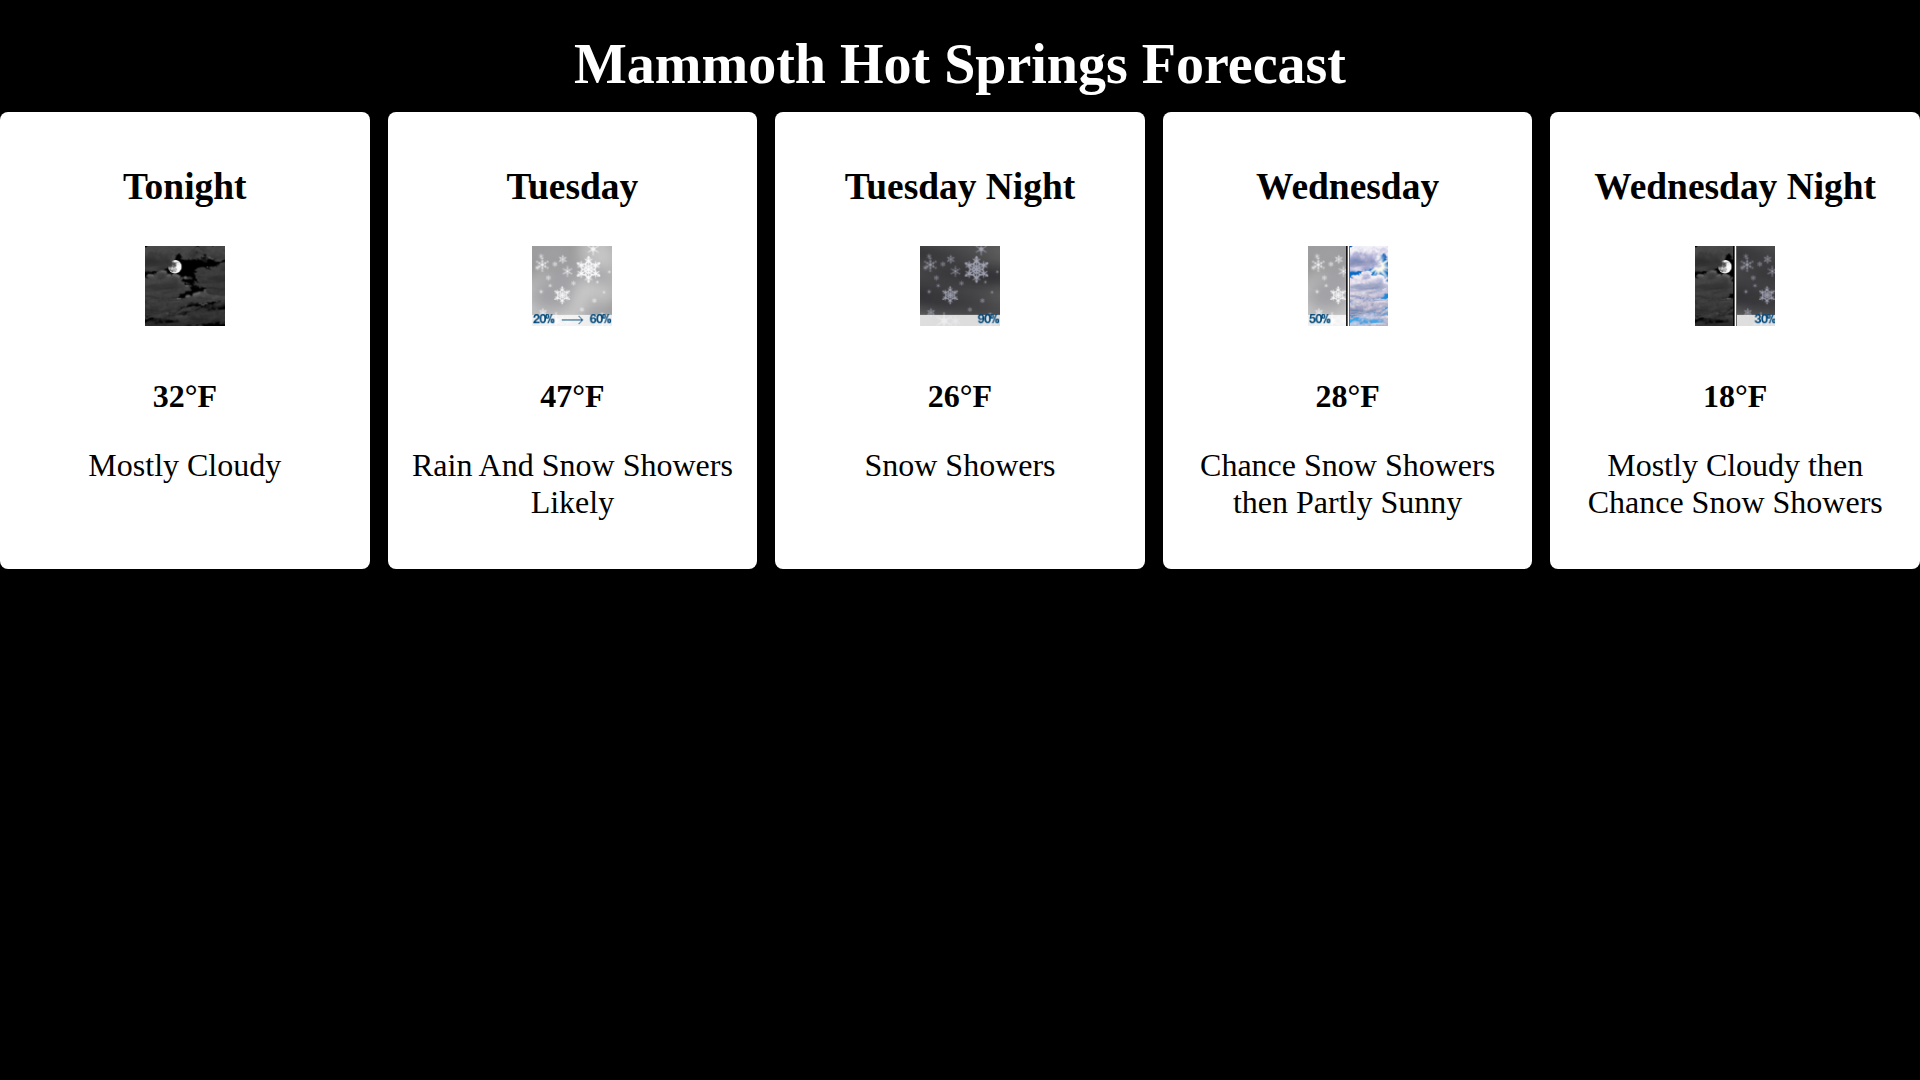 Mammoth Hot Springs Forecast
Tonight
32°F
Mostly Cloudy
Tuesday
20% → 60%
47°F
Rain And Snow Showers
Likely
Tuesday Night
90%
26°F
Snow Showers
Wednesday
50%
28°F
Chance Snow Showers
then Partly Sunny
Wednesday Night
30%
18°F
Mostly Cloudy then
Chance Snow Showers